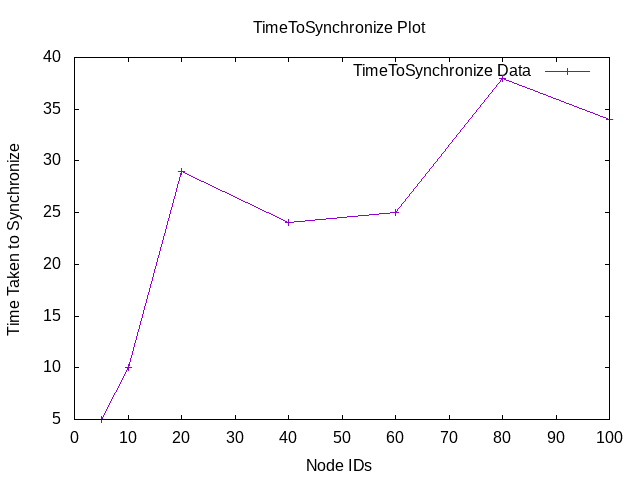 TimeToSynchronize Plot
TimeToSynchronize Data
Time Taken to Synchronize
40
35
30
25
20
15
10
5
0 10 20 30 40 50 60 70 80 90 100
Node IDs